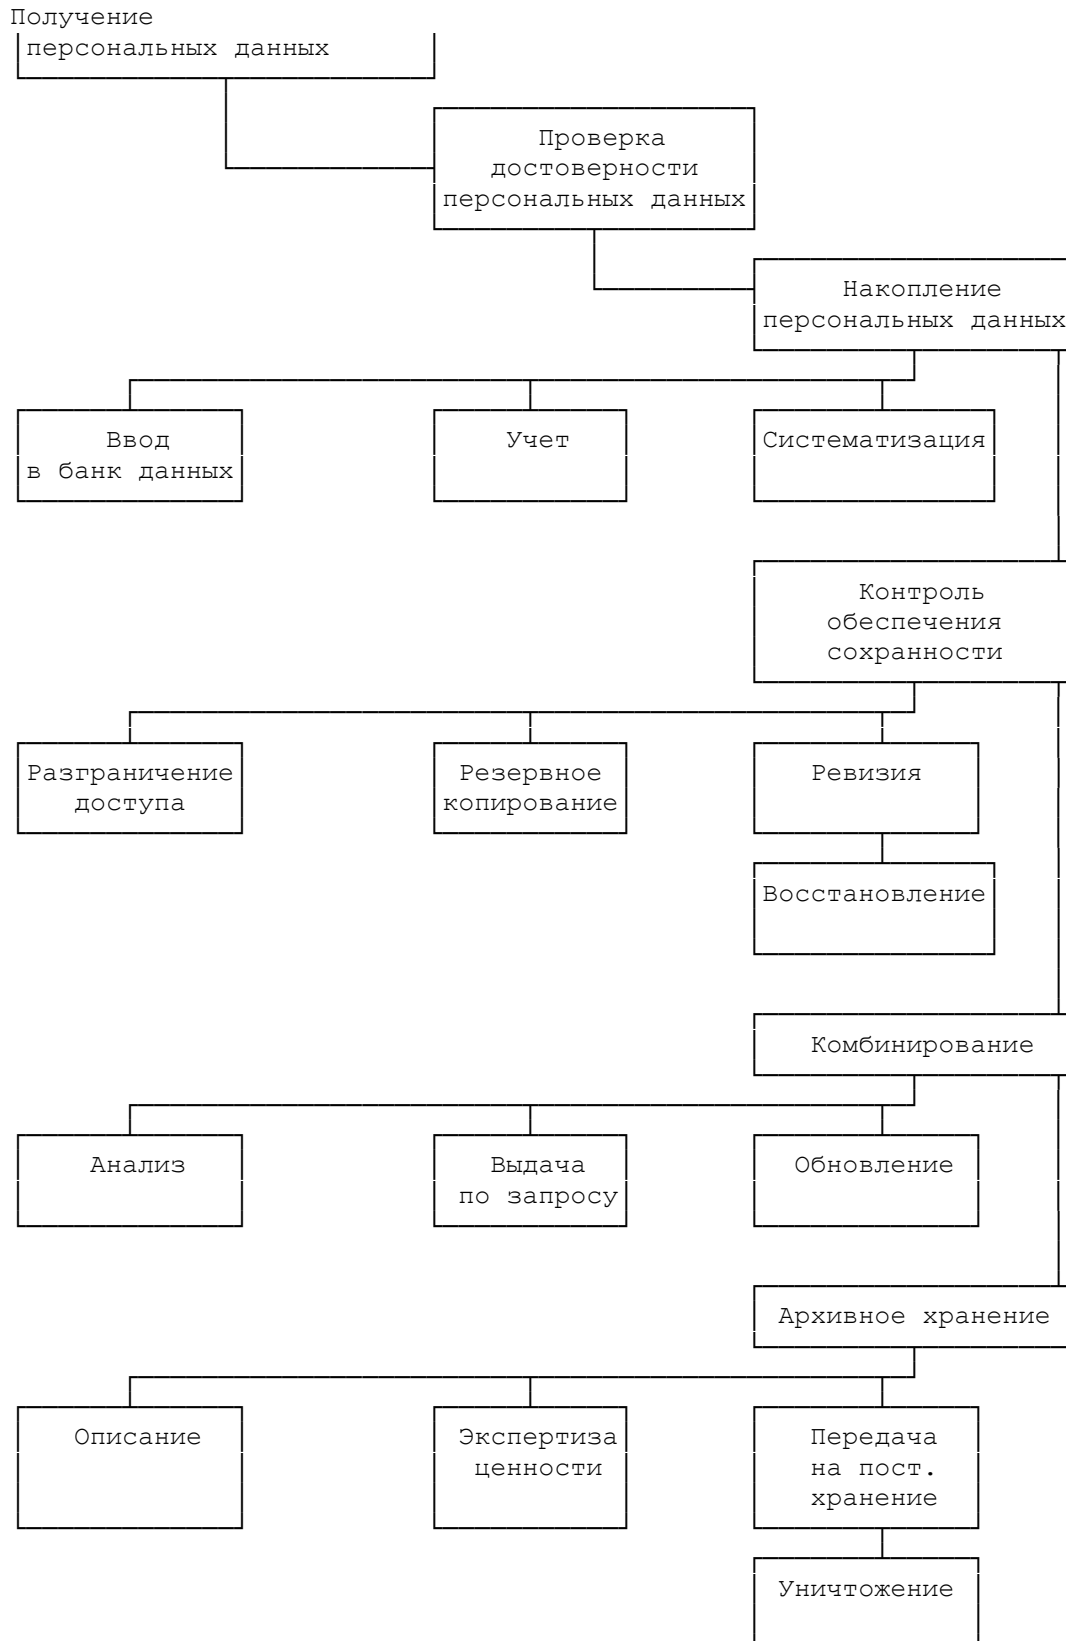 Получение
персональных данных
Проверка
достоверности
персональных данных
Накопление
персональных данных
Ввод
в банк данных
Учет
Систематизация
Контроль
обеспечения
сохранности
Разграничение
доступа
Резервное
копирование
Ревизия
Восстановление
Комбинирование
Анализ
Выдача
по запросу
Обновление
Архивное хранение
Описание
Экспертиза
ценности
Передача
на пост.
хранение
Уничтожение